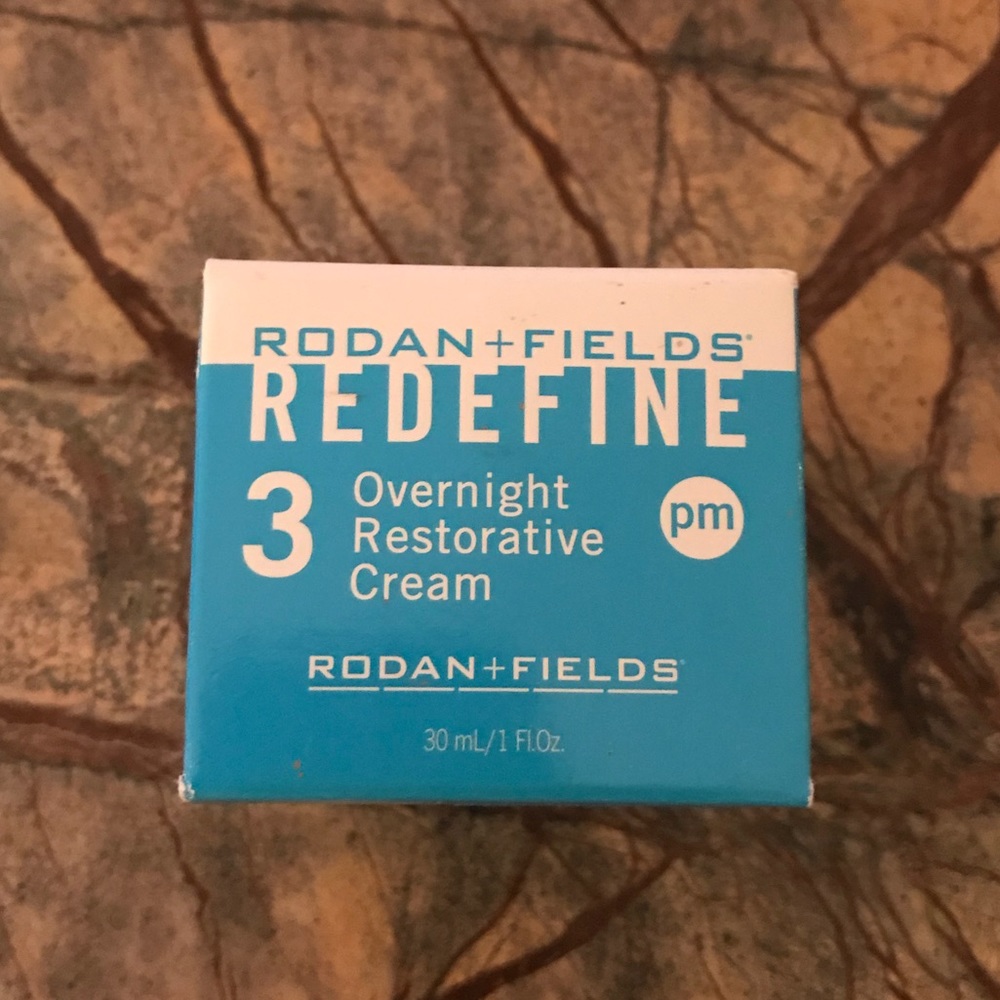 RODAN+FIELDS®
REDEFINE
3
Overnight
Restorative
Cream
pm
RODAN+FIELDS®
30 mL/1 Fl.Oz.